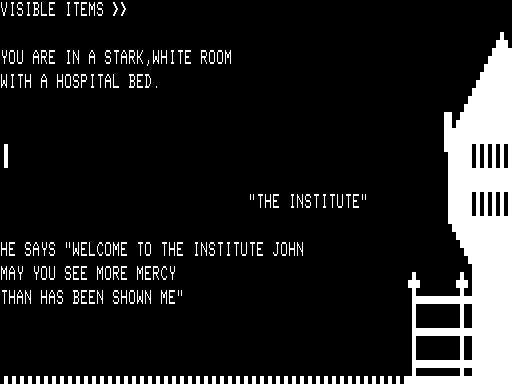 VISIBLE ITEMS >>
YOU ARE IN A STARK,WHITE ROOM
WITH A HOSPITAL BED.
"THE INSTITUTE"
HE SAYS "WELCOME TO THE INSTITUTE JOHN
MAY YOU SEE MORE MERCY
THAN HAS BEEN SHOWN ME"